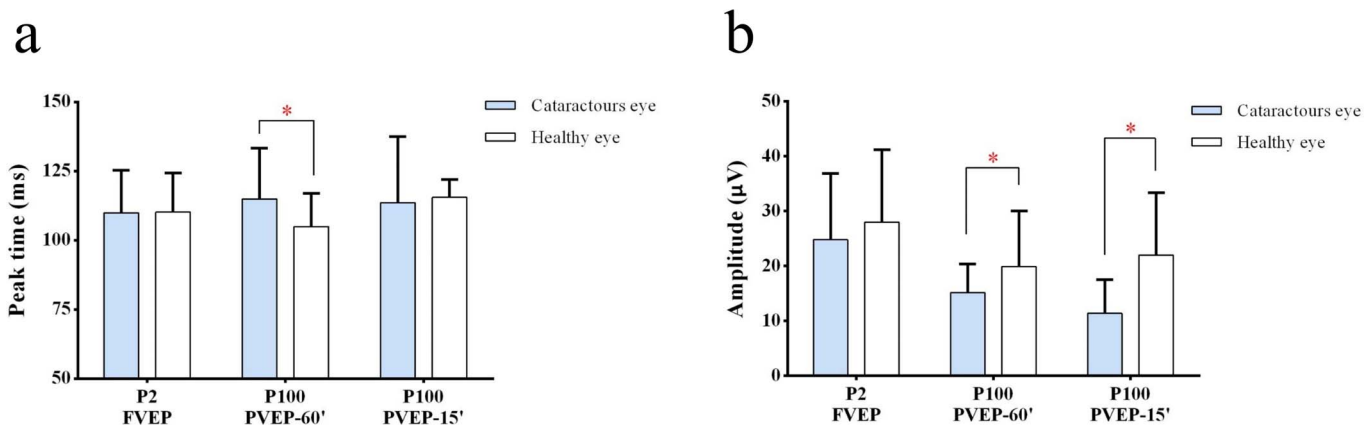 a
Peak time (ms)
150
125
100
75
50
*
P2
FVEP
P100
PVEP-60'
P100
PVEP-15'
Cataractours eye
Healthy eye
b
Amplitude (μV)
50
40
30
20
10
0
*
*
P2
FVEP
P100
PVEP-60'
P100
PVEP-15'
Cataractours eye
Healthy eye